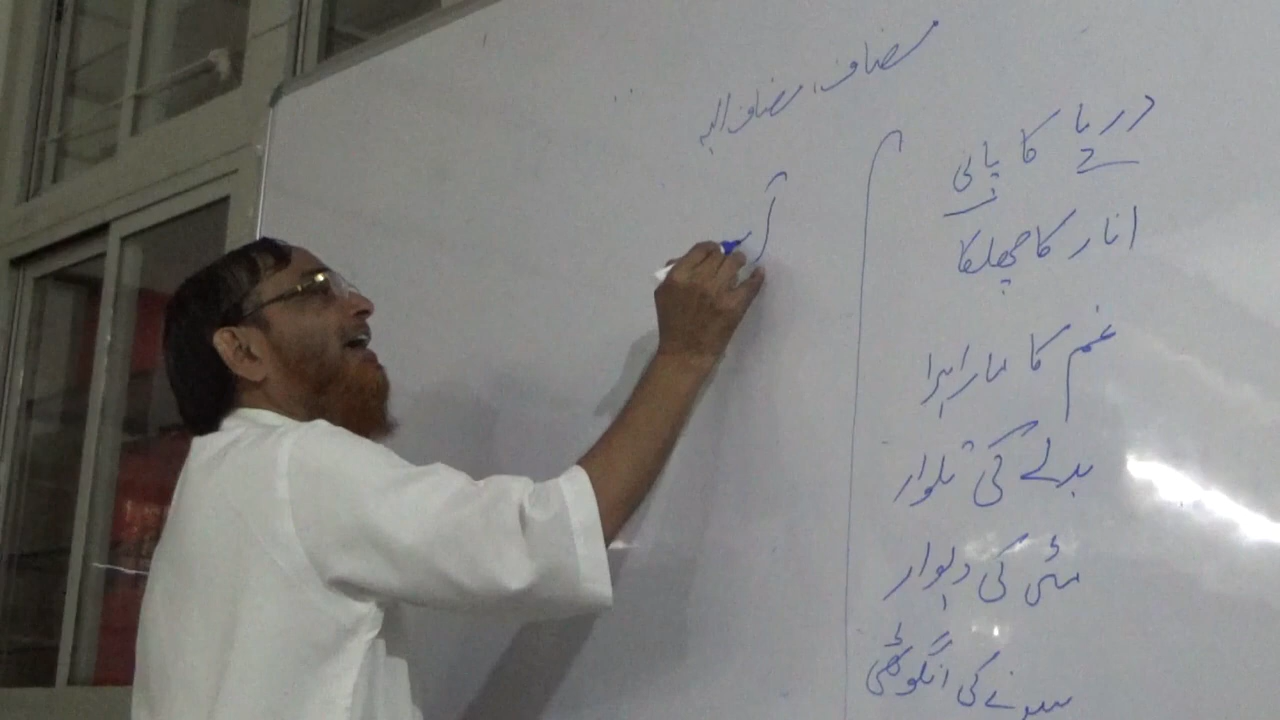 مضاف، مضاف الیہ
دریا کا پانی
انار کا چھلکا
غم کا مارا ہوا
بدلے کی تلوار
مٹی کی دیوار
سونے کی انگوٹھی
آب